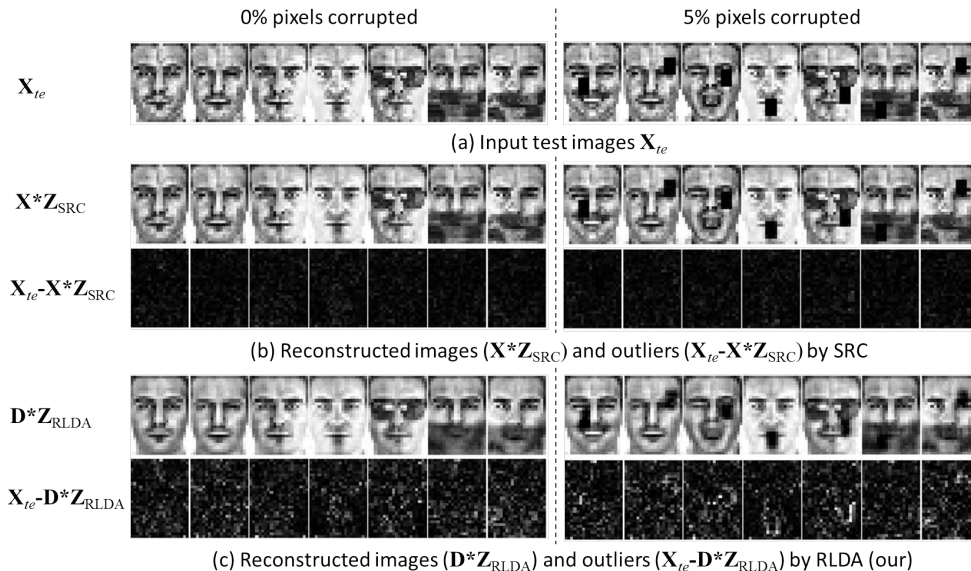 0% pixels corrupted
5% pixels corrupted
X_te
(a) Input test images X_te
X*Z_SRC
X_te-X*Z_SRC
(b) Reconstructed images (X*Z_SRC) and outliers (X_te-X*Z_SRC) by SRC
D*Z_RLDA
X_te-D*Z_RLDA
(c) Reconstructed images (D*Z_RLDA) and outliers (X_te-D*Z_RLDA) by RLDA (our)